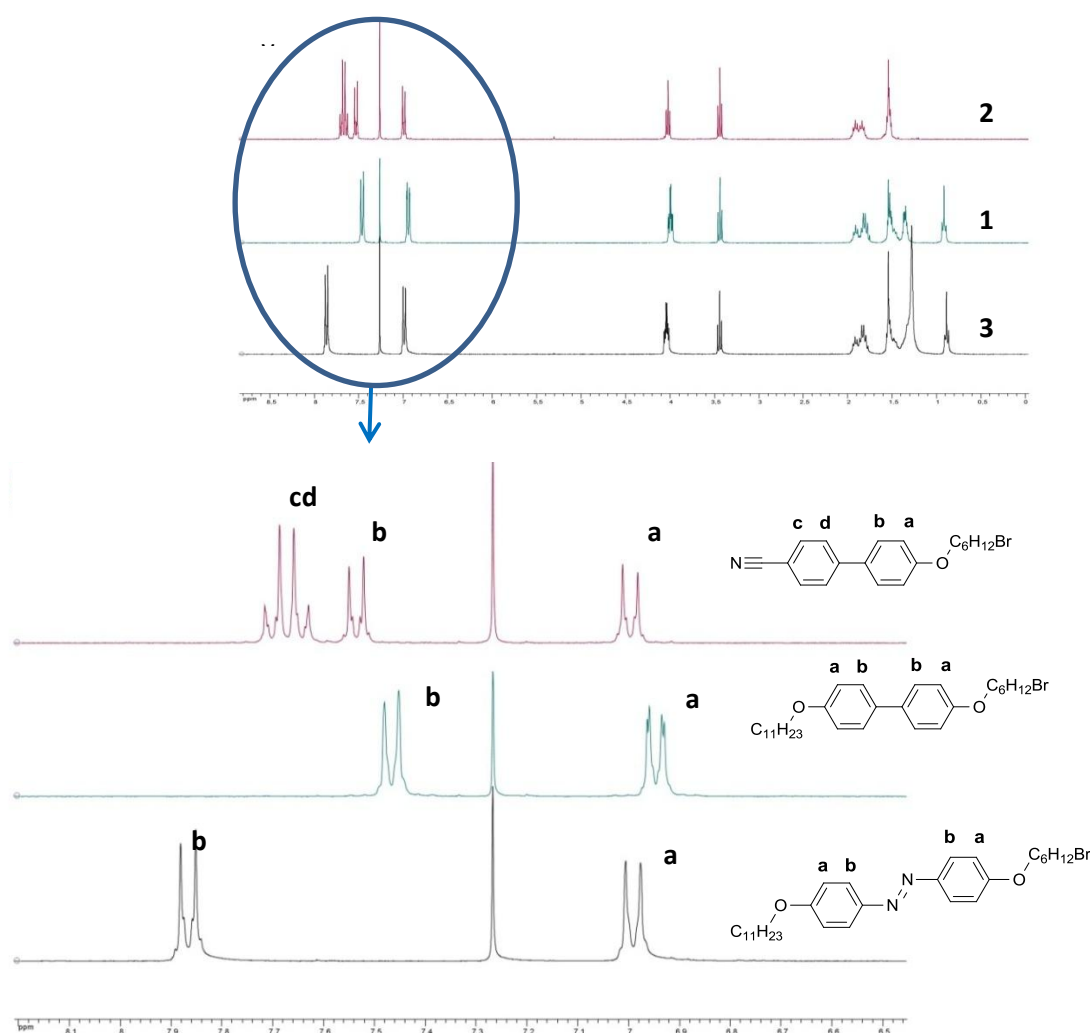 2
1
3
ppm 8.5 8 7.5 7 6.5 6 5.5 5 4.5 4 3.5 3 2.5 2 1.5 1 0.5 0
cd
b
a
c d b a
N O C6H12Br
b
a
a b b a
O C11H23 O C6H12Br
b
a
a b b a
O C11H23 N N O C6H12Br
ppm 8.1 7.9 7.8 7.7 7.6 7.5 7.4 7.3 7.2 7.1 7 6.9 6.8 6.7 6.6 6.5